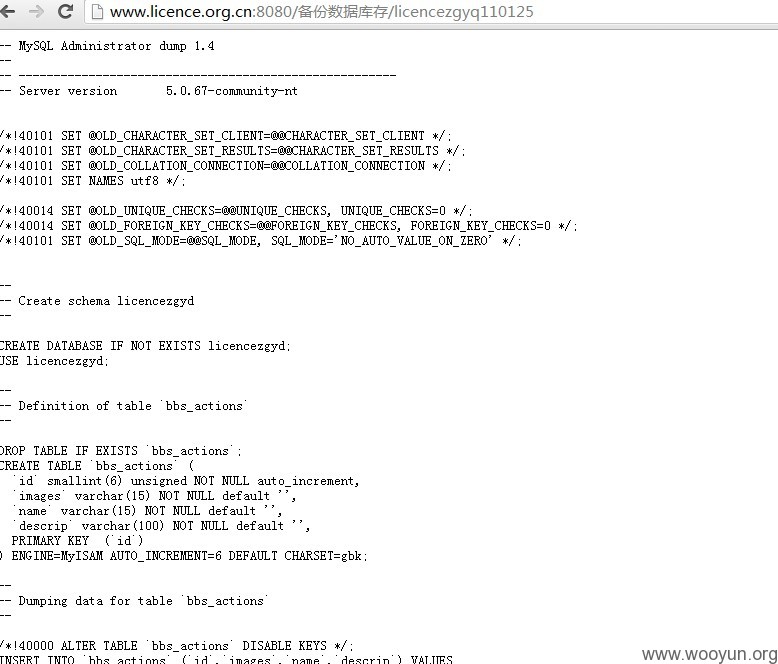 www.licence.org.cn:8080/备份数据库存/licencezgyq110125
-- MySQL Administrator dump 1.4
--
-- ------------------------------------------------------
-- Server version 5.0.67-community-nt
/*!40101 SET @OLD_CHARACTER_SET_CLIENT=@@CHARACTER_SET_CLIENT */;
/*!40101 SET @OLD_CHARACTER_SET_RESULTS=@@CHARACTER_SET_RESULTS */;
/*!40101 SET @OLD_COLLATION_CONNECTION=@@COLLATION_CONNECTION */;
/*!40101 SET NAMES utf8 */;
/*!40014 SET @OLD_UNIQUE_CHECKS=@@UNIQUE_CHECKS, UNIQUE_CHECKS=0 */;
/*!40014 SET @OLD_FOREIGN_KEY_CHECKS=@@FOREIGN_KEY_CHECKS, FOREIGN_KEY_CHECKS=0 */;
/*!40101 SET @OLD_SQL_MODE=@@SQL_MODE, SQL_MODE='NO_AUTO_VALUE_ON_ZERO' */;
--
-- Create schema licencezgyd
--
CREATE DATABASE IF NOT EXISTS licencezgyd;
USE licencezgyd;
--
-- Definition of table `bbs_actions`
--
DROP TABLE IF EXISTS `bbs_actions`;
CREATE TABLE `bbs_actions` (
`id` smallint(6) unsigned NOT NULL auto_increment,
`images` varchar(15) NOT NULL default '',
`name` varchar(15) NOT NULL default '',
`descrip` varchar(100) NOT NULL default '',
PRIMARY KEY (`id`)
) ENGINE=MyISAM AUTO_INCREMENT=6 DEFAULT CHARSET=gbk;
--
-- Dumping data for table `bbs_actions`
--
/*!40000 ALTER TABLE `bbs_actions` DISABLE KEYS */;
INSERT INTO `bbs_actions` (`id`,`images`,`name`,`descrip`) VALUES
www.wooyun.org